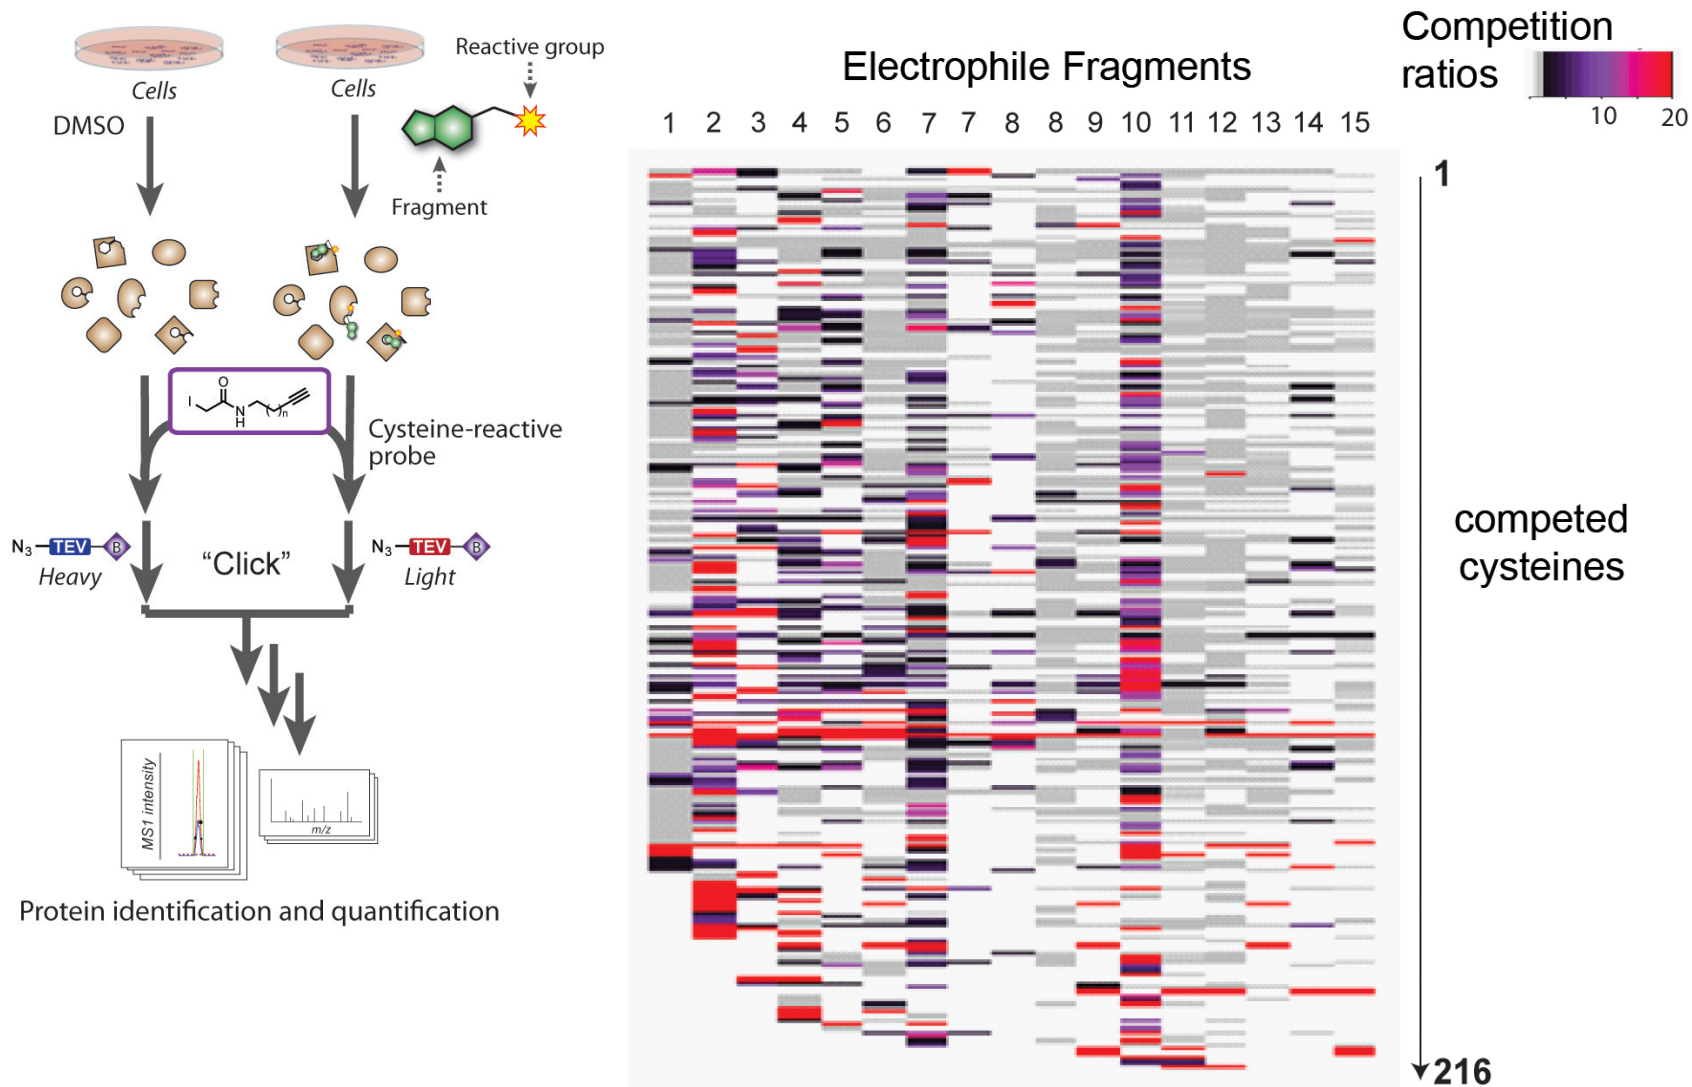 Cells
Cells
DMSO
Reactive group
Fragment
I
O
N
H
n
Cysteine-reactive
probe
N3
TEV
B
Heavy
"Click"
N3
TEV
B
Light
MS1 intensity
m/z
Protein identification and quantification
Electrophile Fragments
1 2 3 4 5 6 7 7 8 8 9 10 11 12 13 14 15
Competition
ratios
10 20
1
competed
cysteines
216